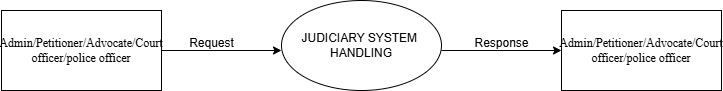 Admin/Petitioner/Advocate/Court
officer/police officer
Request
JUDICIARY SYSTEM
HANDLING
Response
Admin/Petitioner/Advocate/Court
officer/police officer